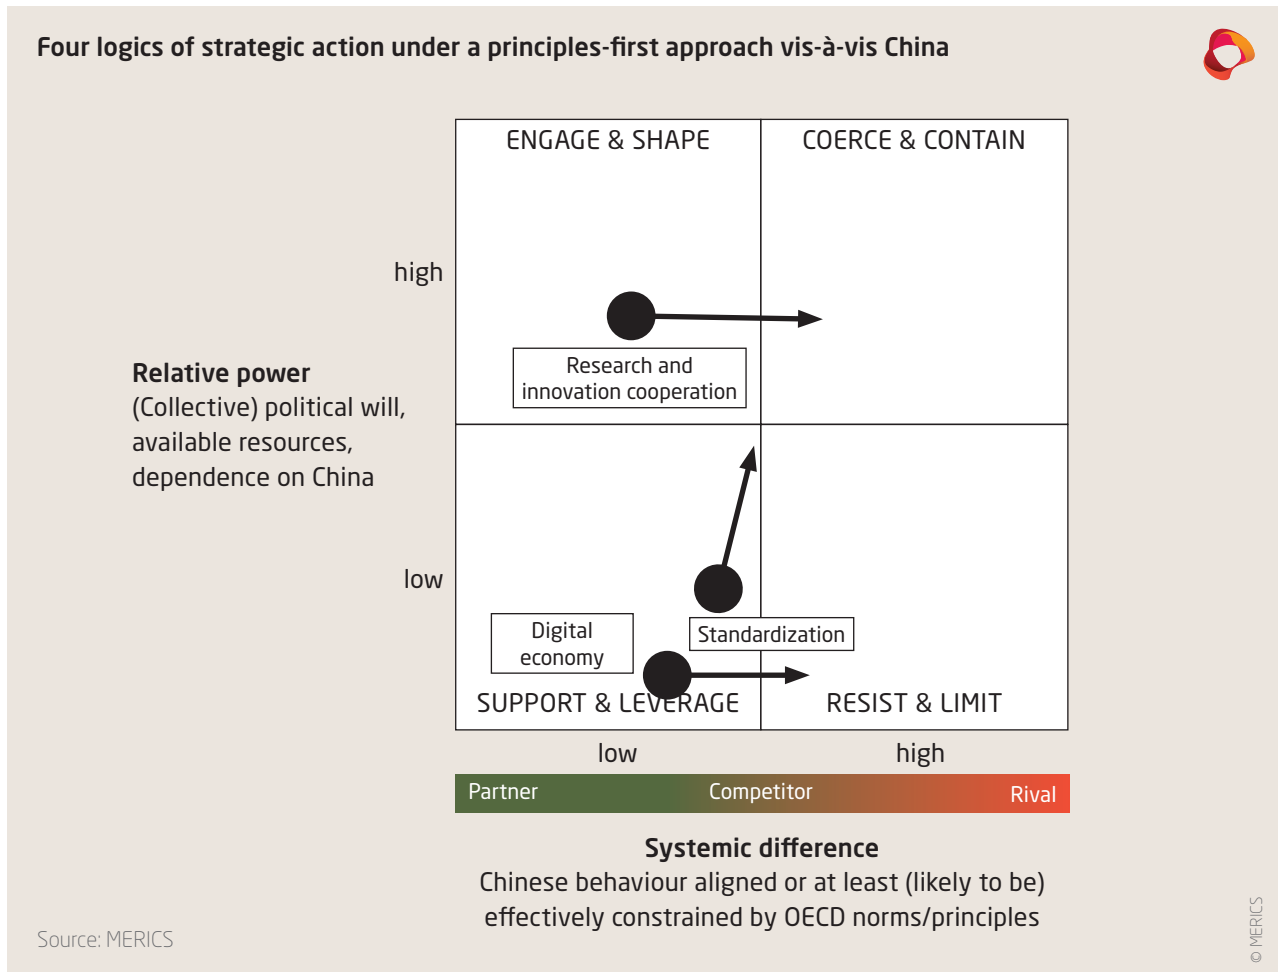 Four logics of strategic action under a principles-first approach vis-à-vis China
ENGAGE & SHAPE
COERCE & CONTAIN
high
Research and
innovation cooperation
Relative power
(Collective) political will,
available resources,
dependence on China
low
Digital
economy
Standardization
SUPPORT & LEVERAGE
RESIST & LIMIT
low
high
Partner
Competitor
Rival
Systemic difference
Chinese behaviour aligned or at least (likely to be)
effectively constrained by OECD norms/principles
Source: MERICS
© MERICS